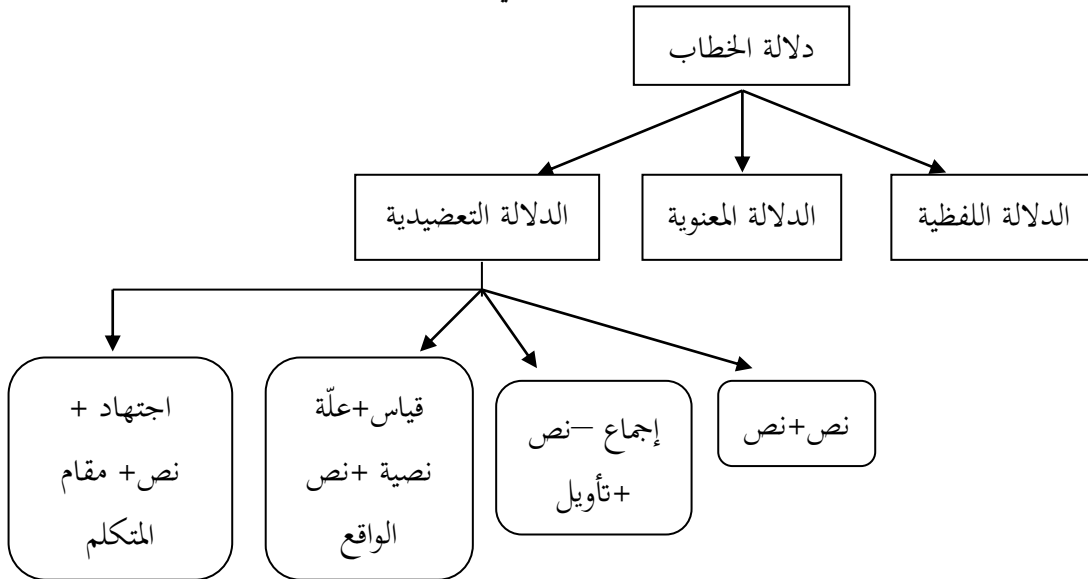 دلالة الخطاب
الدلالة اللفظية
الدلالة المعنوية
الدلالة التعضيدية
نص+نص
إجماع –نص
+تأويل
قياس+علّة
نصية +نص
الواقع
اجتهاد +
نص+ مقام
المتكلم